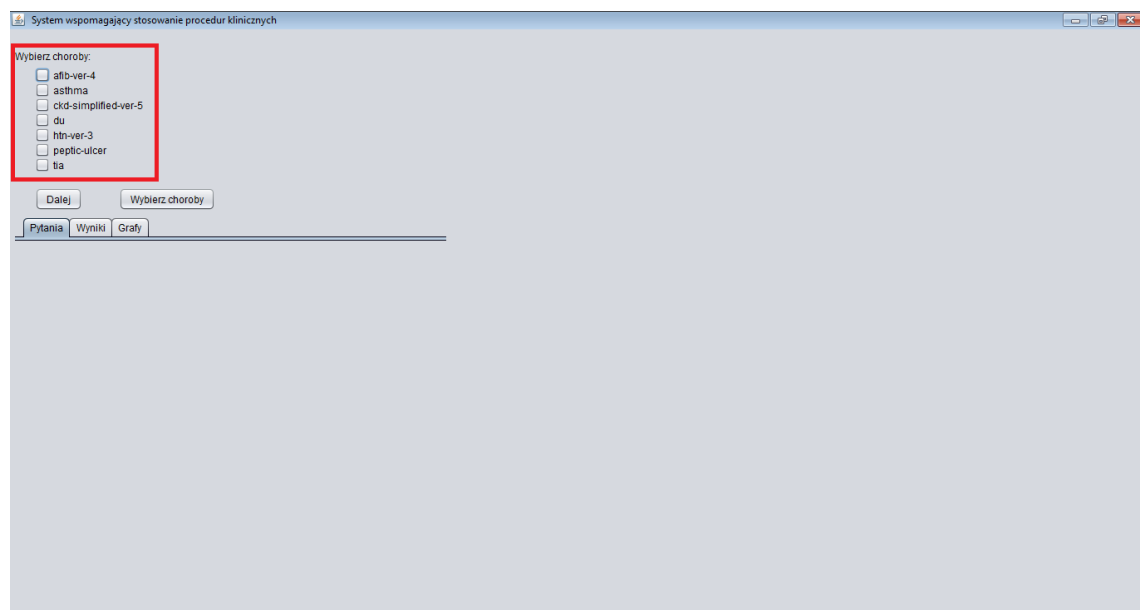 System wspomagający stosowanie procedur klinicznych
Wybierz choroby:
afib-ver-4
asthma
ckd-simplified-ver-5
du
htn-ver-3
peptic-ulcer
tia
Dalej Wybierz choroby
Pytania Wyniki Grafy